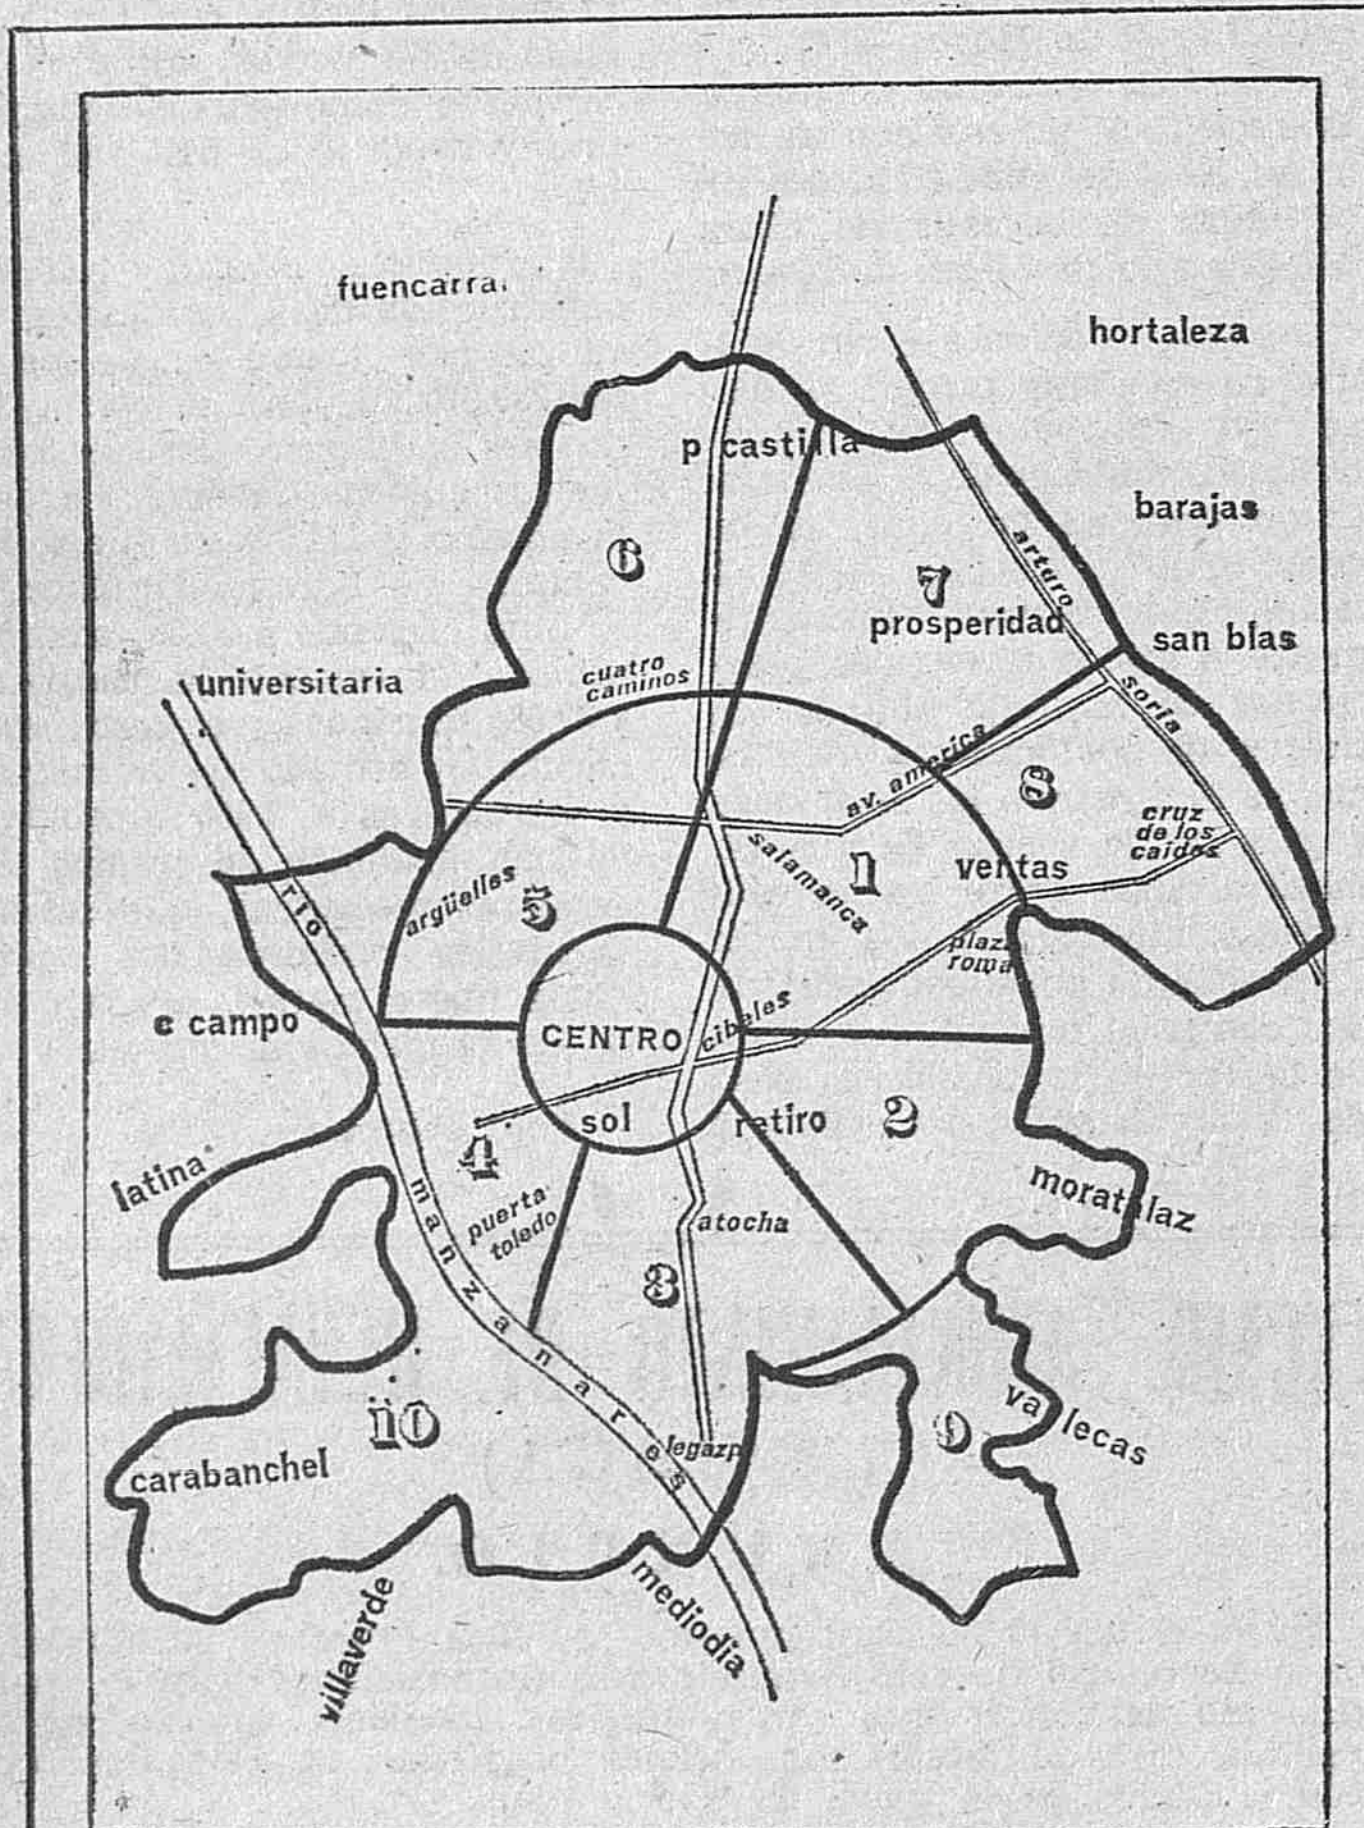 fuencarral
hortaleza
p castilla
barajas
6
arturo
7
prosperidad
san blas
cuatro
caminos
universitaria
soria
av. america
8
cruz
de los
caidos
salamanca
1
ventas
argüelles
5
rio
plaza
roma
c campo
CENTRO
cibeles
sol
retiro
2
4
latina
manzanares
puerta
toledo
atocha
moratalaz
3
10
9
vallecas
legazpi
carabanchel
villaverde
mediodia